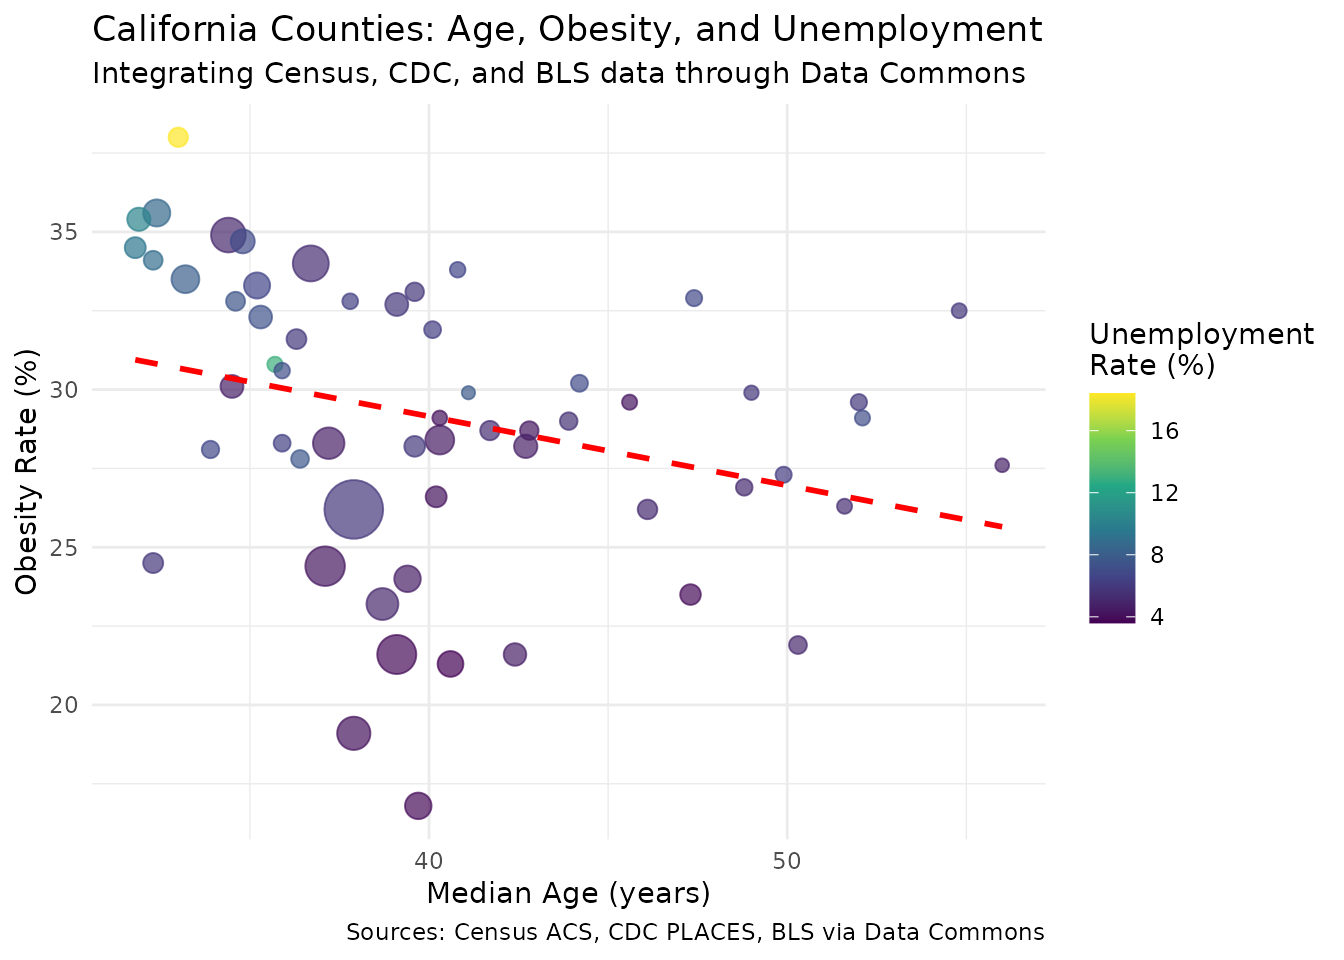 California Counties: Age, Obesity, and Unemployment
Integrating Census, CDC, and BLS data through Data Commons
Obesity Rate (%)
35
30
25
20
40
50
Median Age (years)
Unemployment
Rate (%)
16
12
8
4
Sources: Census ACS, CDC PLACES, BLS via Data Commons